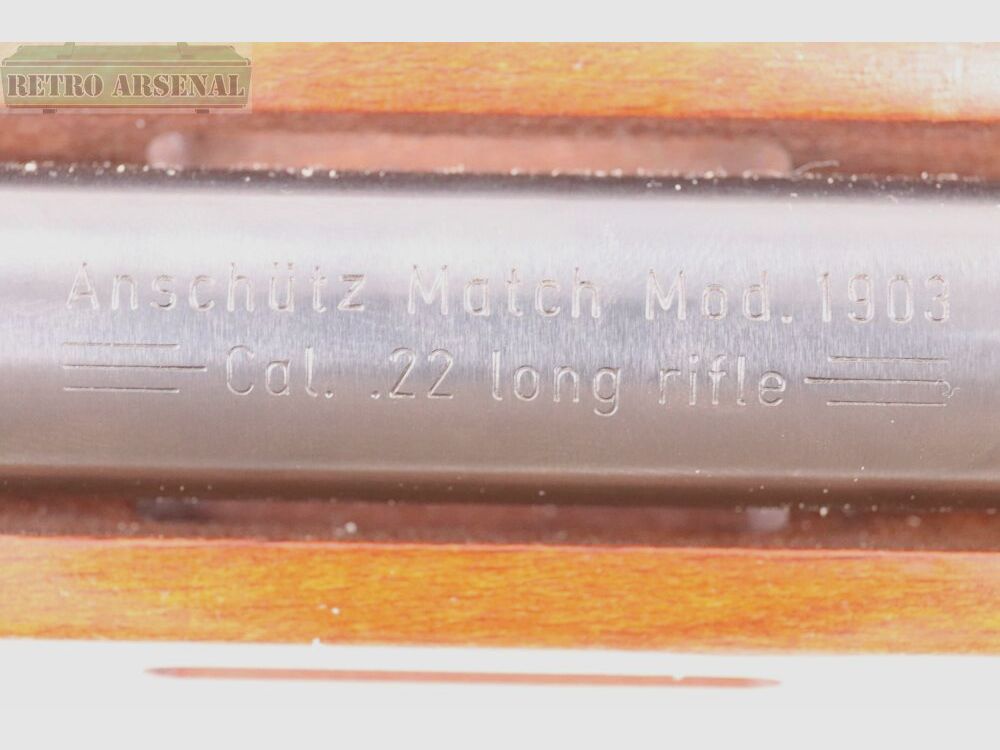 RETRO ARSENAL
Anschütz Match Mod. 1903
Cal. .22 long rifle